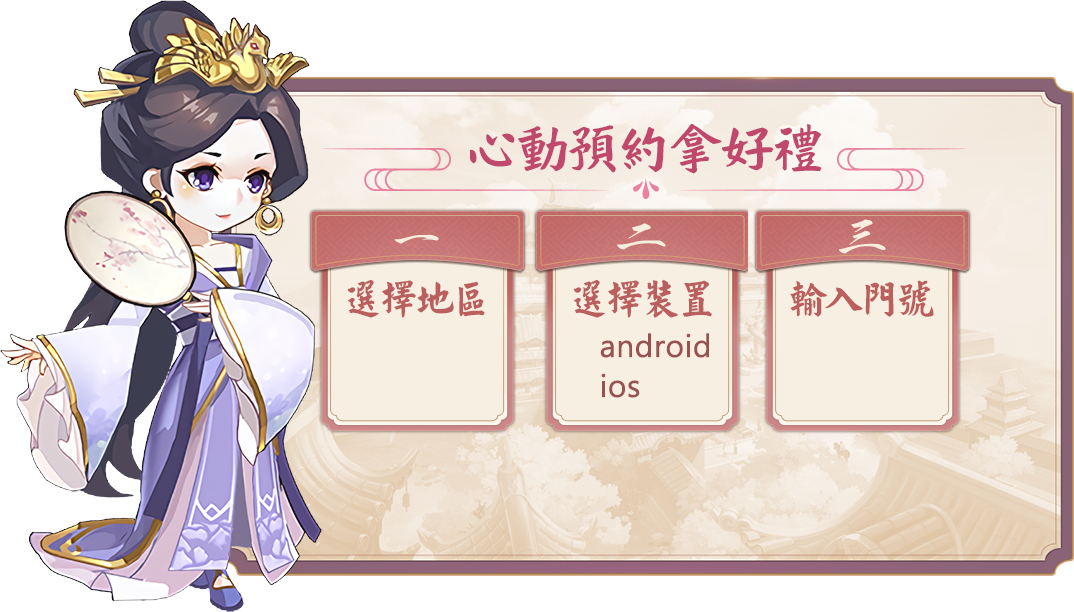 心動預約拿好禮
一
選擇地區
二
選擇裝置
android
ios
三
輸入門號